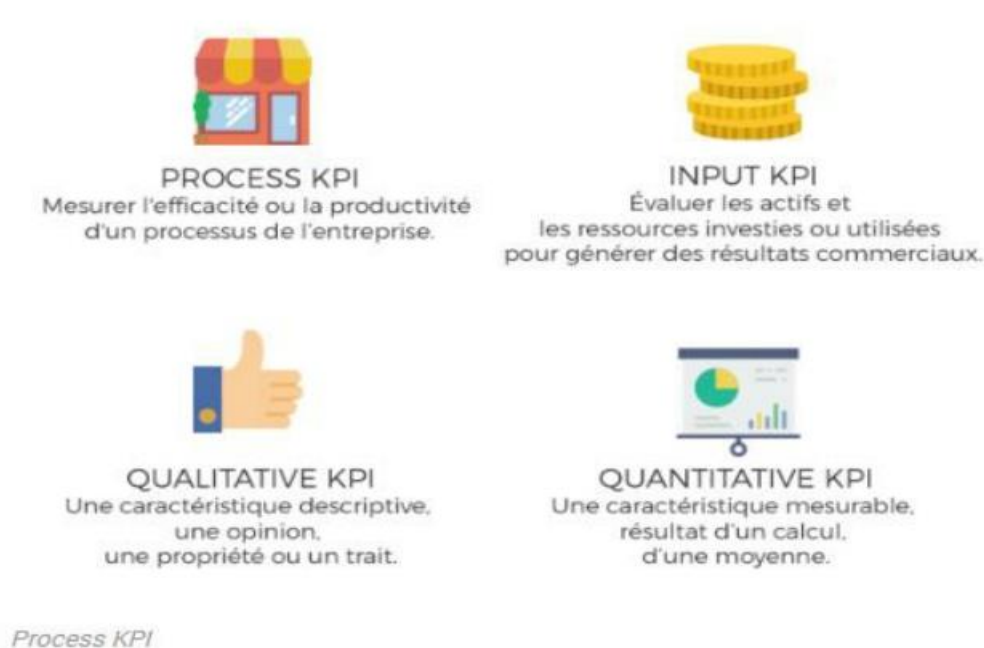 PROCESS KPI
Mesurer l'efficacité ou la productivité
d'un processus de l'entreprise.
INPUT KPI
Évaluer les actifs et
les ressources investies ou utilisées
pour générer des résultats commerciaux.
QUALITATIVE KPI
Une caractéristique descriptive,
une opinion,
une propriété ou un trait.
QUANTITATIVE KPI
Une caractéristique mesurable,
résultat d'un calcul,
d'une moyenne.
Process KPI